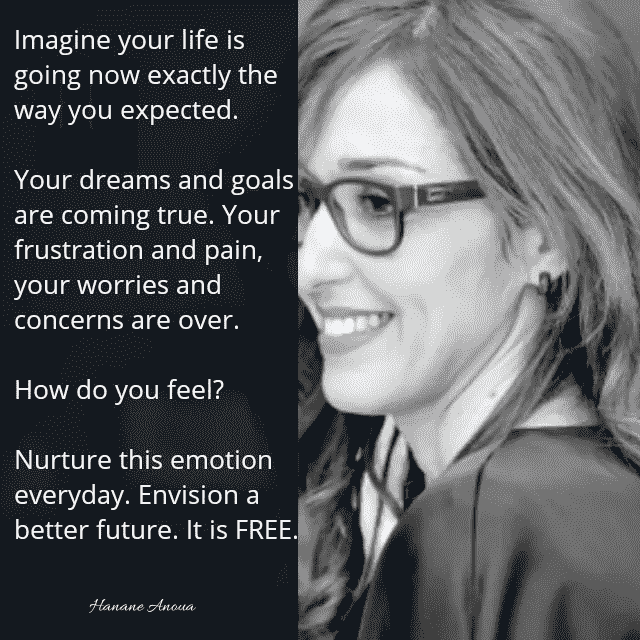 Imagine your life is
going now exactly the
way you expected.
Your dreams and goals
are coming true. Your
frustration and pain,
your worries and
concerns are over.
How do you feel?
Nurture this emotion
everyday. Envision a
better future. It is FREE.
Hanane Anoua